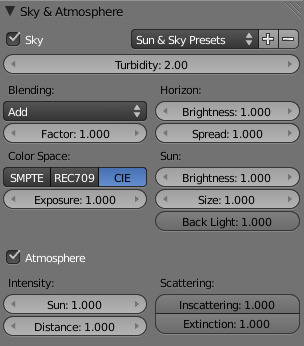 Sky & Atmosphere
Sky
Sun & Sky Presets
Turbidity: 2.00
Blending:
Add
Factor: 1.000
Color Space:
SMPTE REC709 CIE
Exposure: 1.000
Horizon:
Brightness: 1.000
Spread: 1.000
Sun:
Brightness: 1.000
Size: 1.000
Back Light: 1.000
Atmosphere
Intensity:
Sun: 1.000
Distance: 1.000
Scattering:
Inscattering: 1.000
Extinction: 1.000